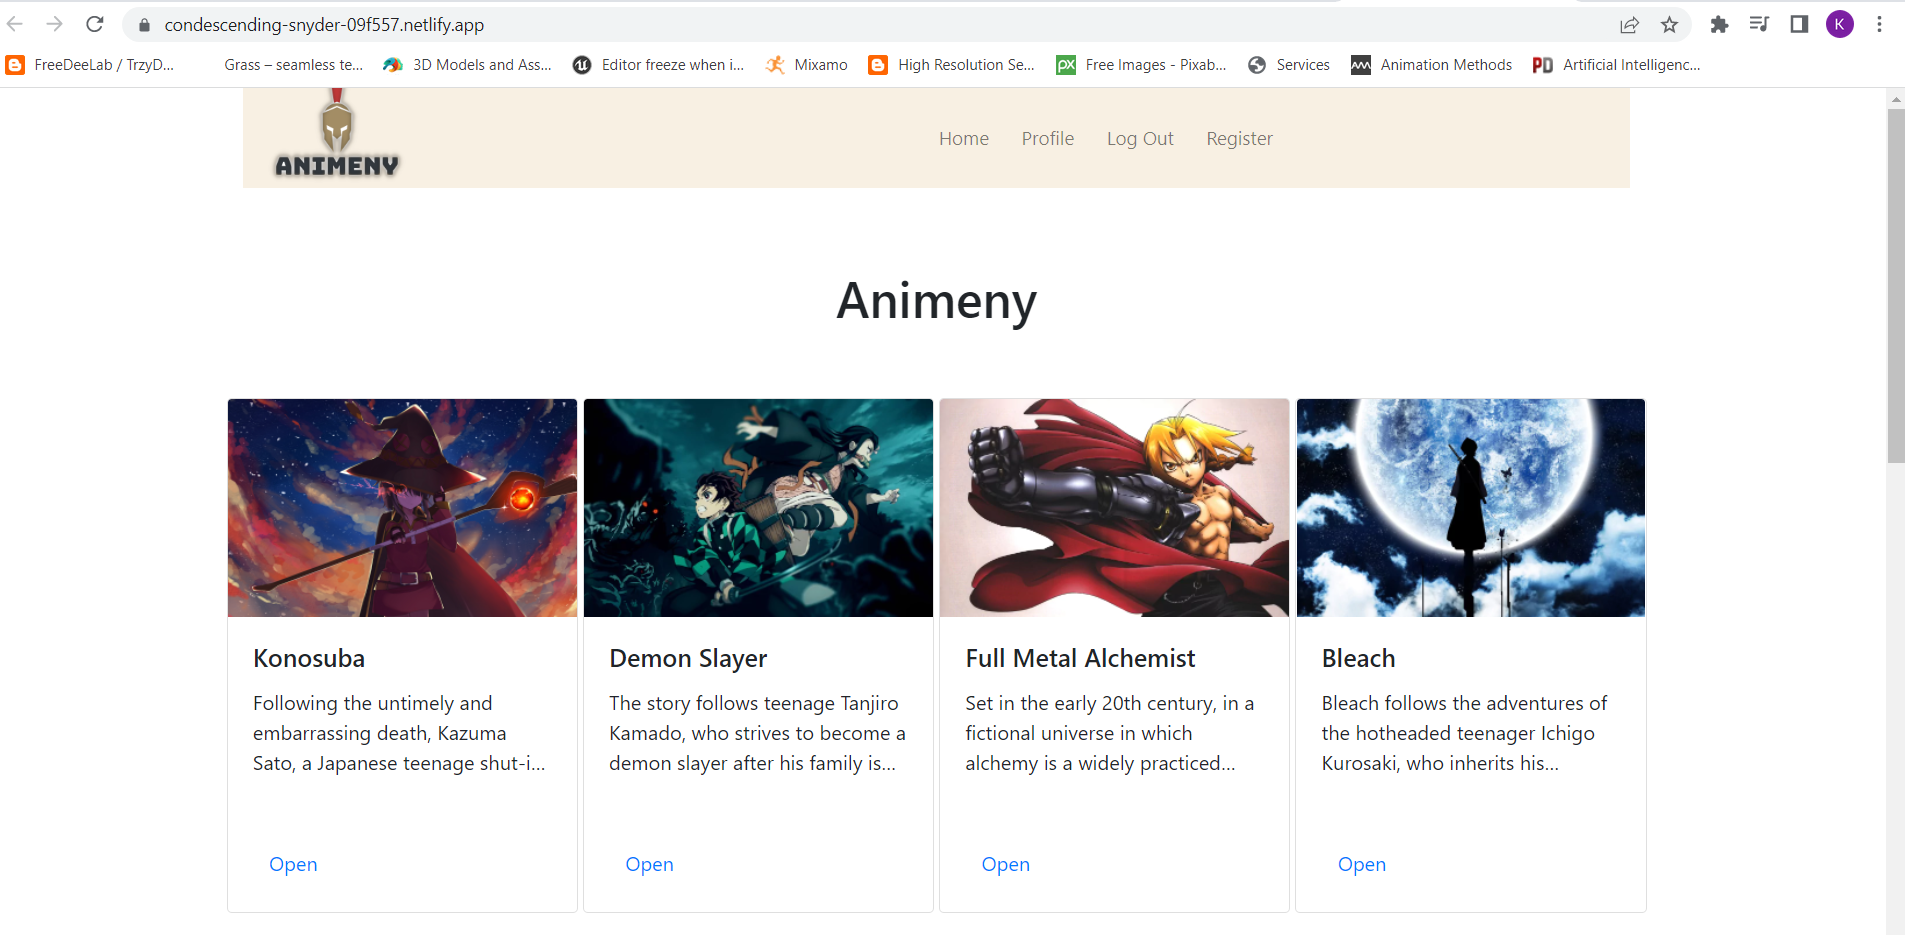 condescending-snyder-09f557.netlify.app
K
FreeDeeLab / TrzyD...
Grass – seamless te...
3D Models and Ass...
Editor freeze when i...
Mixamo
High Resolution Se...
px
Free Images - Pixab...
Services
Animation Methods
PD
Artificial Intelligenc...
ANIMENY
Home
Profile
Log Out
Register
Animeny
Konosuba
Following the untimely and
embarrassing death, Kazuma
Sato, a Japanese teenage shut-i...
Open
Demon Slayer
The story follows teenage Tanjiro
Kamado, who strives to become a
demon slayer after his family is...
Open
Full Metal Alchemist
Set in the early 20th century, in a
fictional universe in which
alchemy is a widely practiced...
Open
Bleach
Bleach follows the adventures of
the hotheaded teenager Ichigo
Kurosaki, who inherits his...
Open